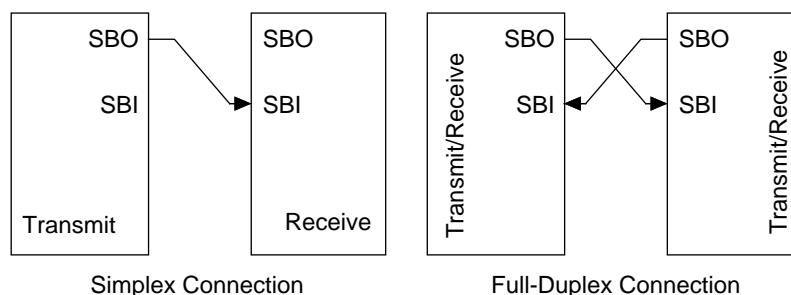 SBO
SBI
Transmit
SBO
SBI
Receive
Simplex Connection
SBO
SBI
Transmit/Receive
SBO
SBI
Transmit/Receive
Full-Duplex Connection